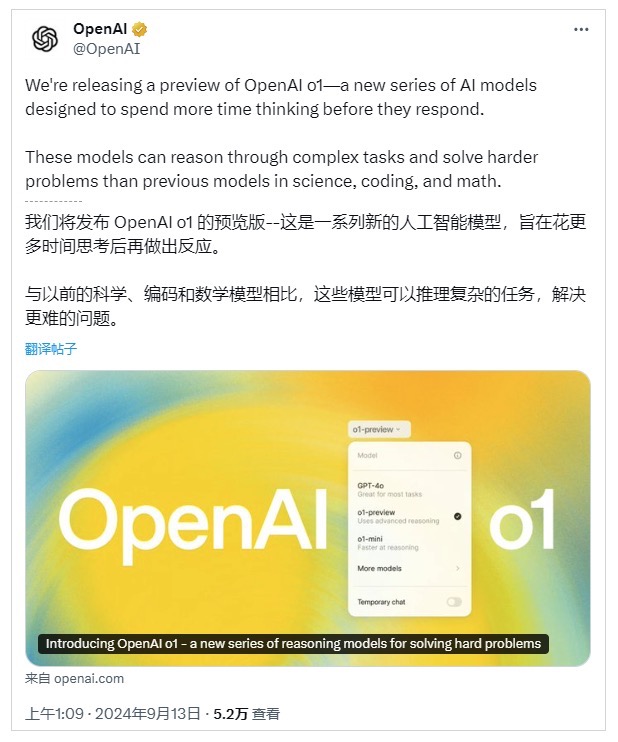 OpenAI
@OpenAI
We're releasing a preview of OpenAI o1—a new series of AI models
designed to spend more time thinking before they respond.
These models can reason through complex tasks and solve harder
problems than previous models in science, coding, and math.
我们将发布 OpenAI o1 的预览版--这是一系列新的人工智能模型，旨在花更
多时间思考后再做出反应。
与以前的科学、编码和数学模型相比，这些模型可以推理复杂的任务，解决
更难的问题。
翻译帖子
OpenAI
o1-preview
Model
GPT-4o
Great for most tasks
o1-preview
Uses advanced reasoning
o1-mini
Faster at reasoning
More models
Temporary chat
o1
Introducing OpenAI o1 - a new series of reasoning models for solving hard problems
来自 openai.com
上午1:09 · 2024年9月13日 · 5.2万 查看